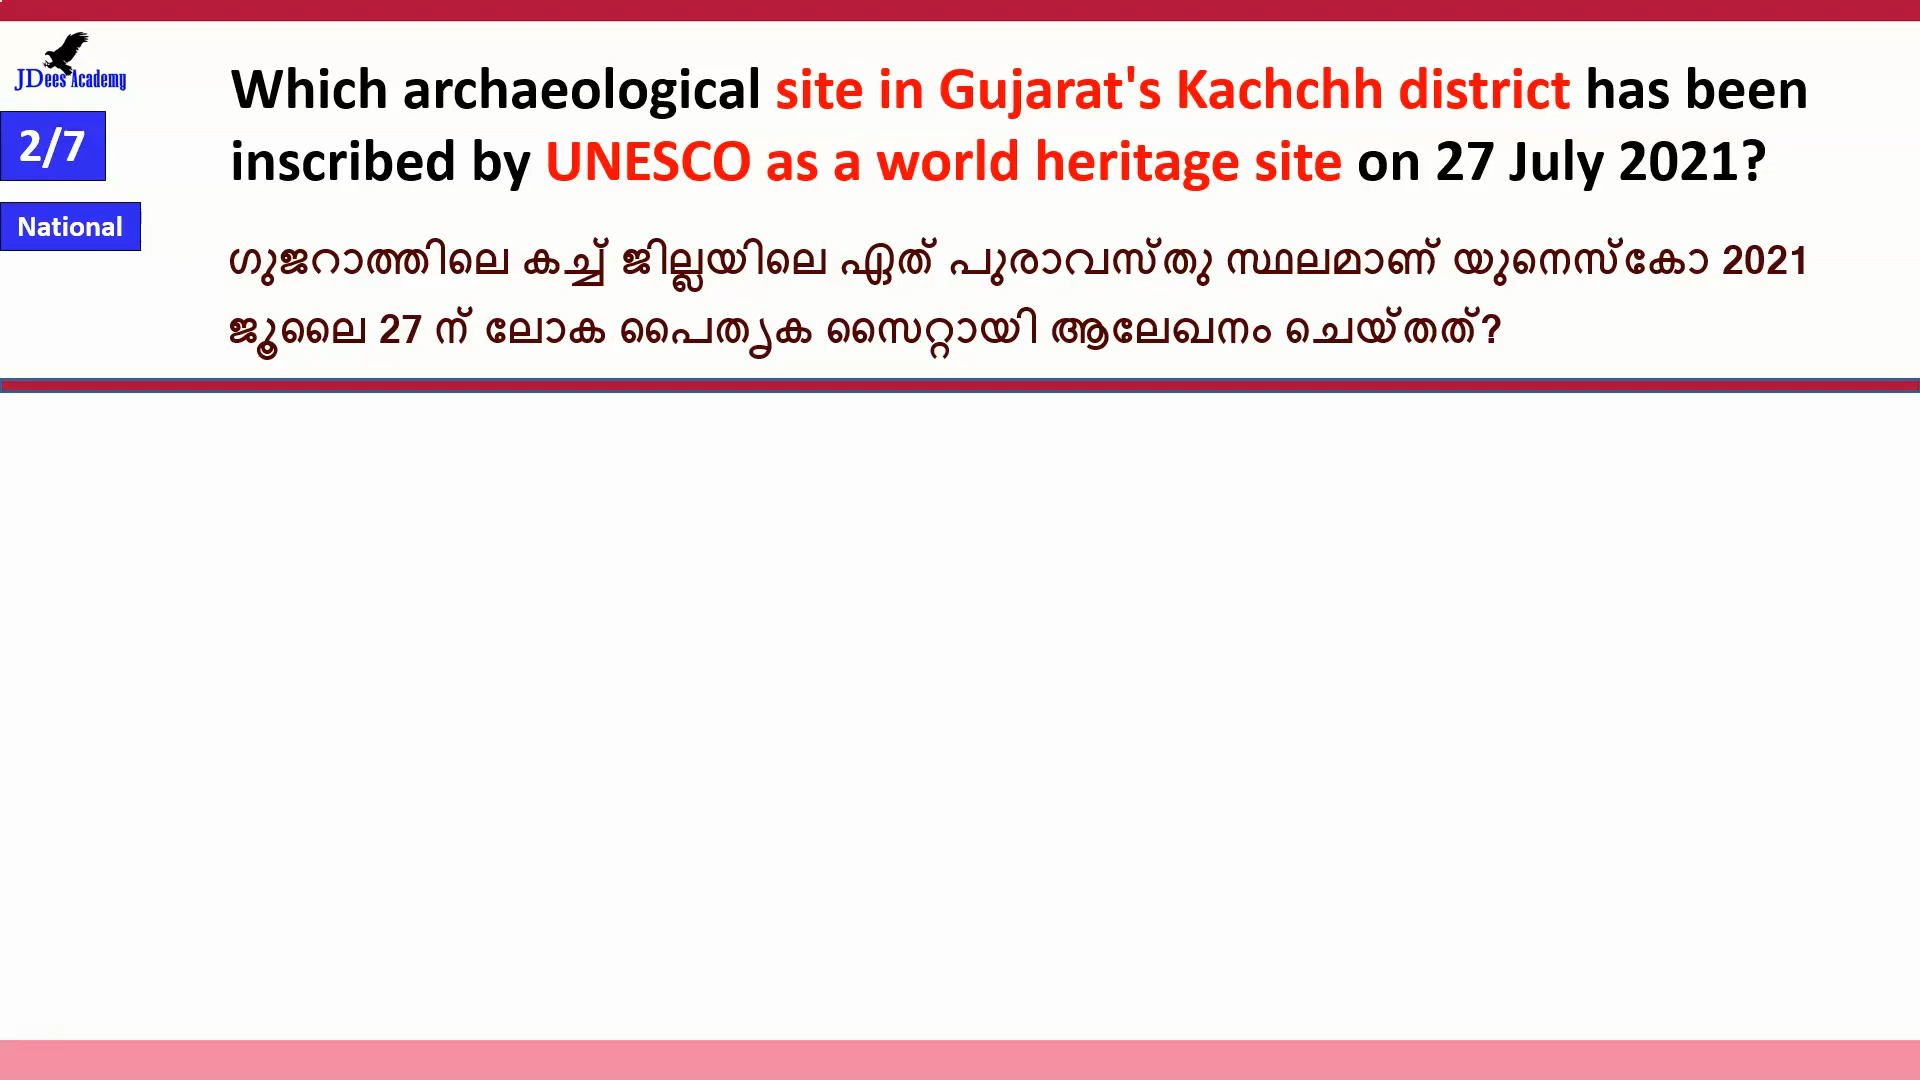 JDees Academy
Which archaeological site in Gujarat's Kachchh district has been
2/7
inscribed by UNESCO as a world heritage site on 27 July 2021?
National
ഗുജറാത്തിലെ കച്ച് ജില്ലയിലെ ഏത് പുരാവസ്തു സ്ഥലമാണ് യുനെസ്കോ 2021
ജൂലൈ 27 ന് ലോക പൈതൃക സൈറ്റായി ആലേഖനം ചെയ്തത്?